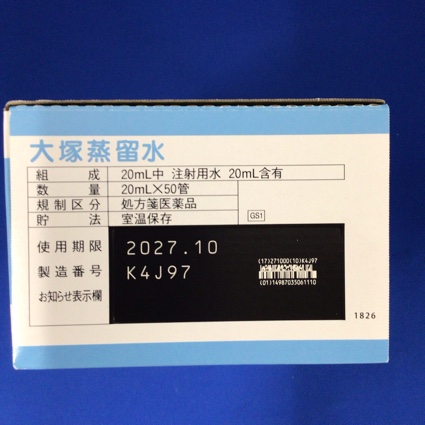 大塚蒸留水
組成 20mL中 注射用水 20mL含有
数量 20mL×50管
規制区分 処方箋医薬品
貯法 室温保存
GS1
使用期限 2027.10
製造番号 K4J97
お知らせ表示欄
(17)271000(10)K4J97
(01)14987035061110
1826